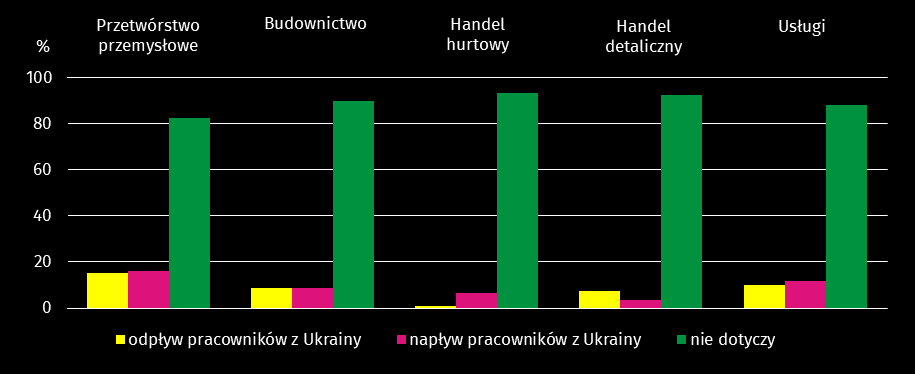 Przetwórstwo
przemysłowe
Budownictwo
Handel
hurtowy
Handel
detaliczny
Usługi
%
100
80
60
40
20
0
odpływ pracowników z Ukrainy
napływ pracowników z Ukrainy
nie dotyczy